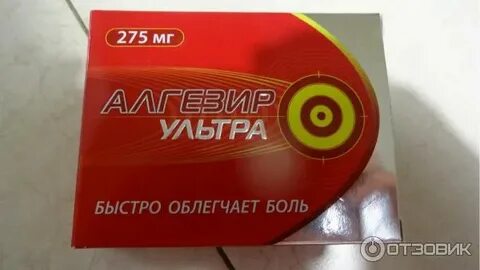 275 мг
АЛГЕЗИР
УЛЬТРА
БЫСТРО ОБЛЕГЧАЕТ БОЛЬ
ОТЗОВИК